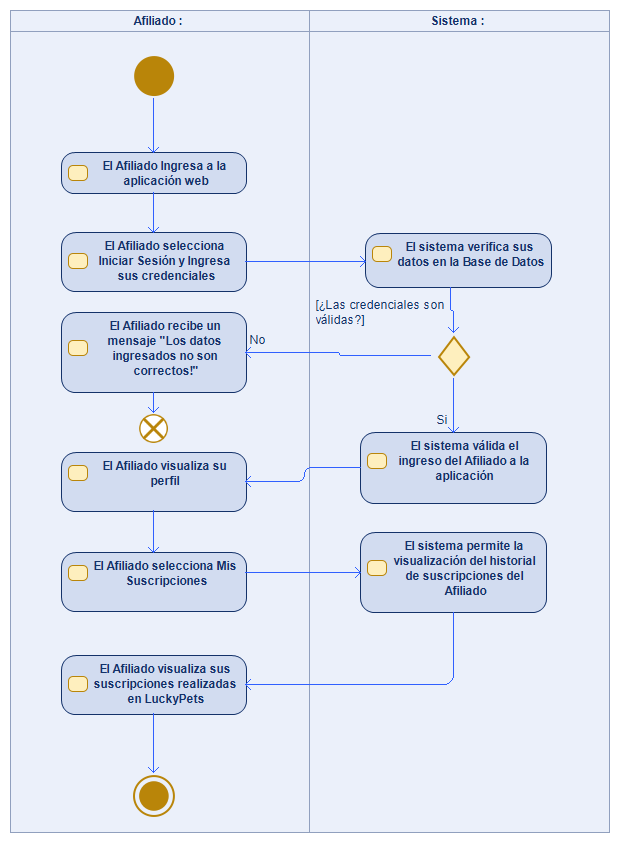 Afiliado :
Sistema :
El Afiliado Ingresa a la
aplicación web
El Afiliado selecciona
Iniciar Sesión y Ingresa
sus credenciales
El sistema verifica sus
datos en la Base de Datos
[¿Las credenciales son
válidas?]
El Afiliado recibe un
mensaje "Los datos
ingresados no son
correctos!"
No
Si
El sistema válida el
ingreso del Afiliado a la
aplicación
El Afiliado visualiza su
perfil
El Afiliado selecciona Mis
Suscripciones
El sistema permite la
visualización del historial
de suscripciones del
Afiliado
El Afiliado visualiza sus
suscripciones realizadas
en LuckyPets